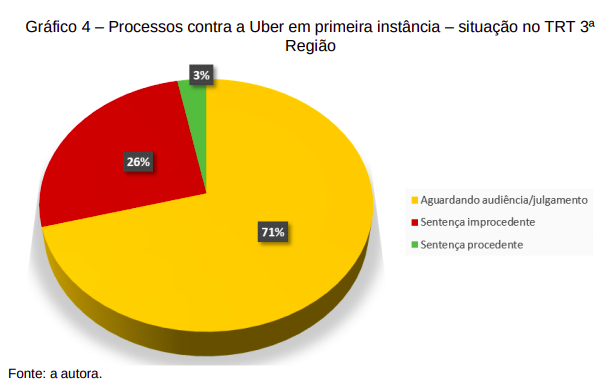 Gráfico 4 – Processos contra a Uber em primeira instância – situação no TRT 3ª
Região
3%
26%
71%
Aguardando audiência/julgamento
Sentença improcedente
Sentença procedente
Fonte: a autora.